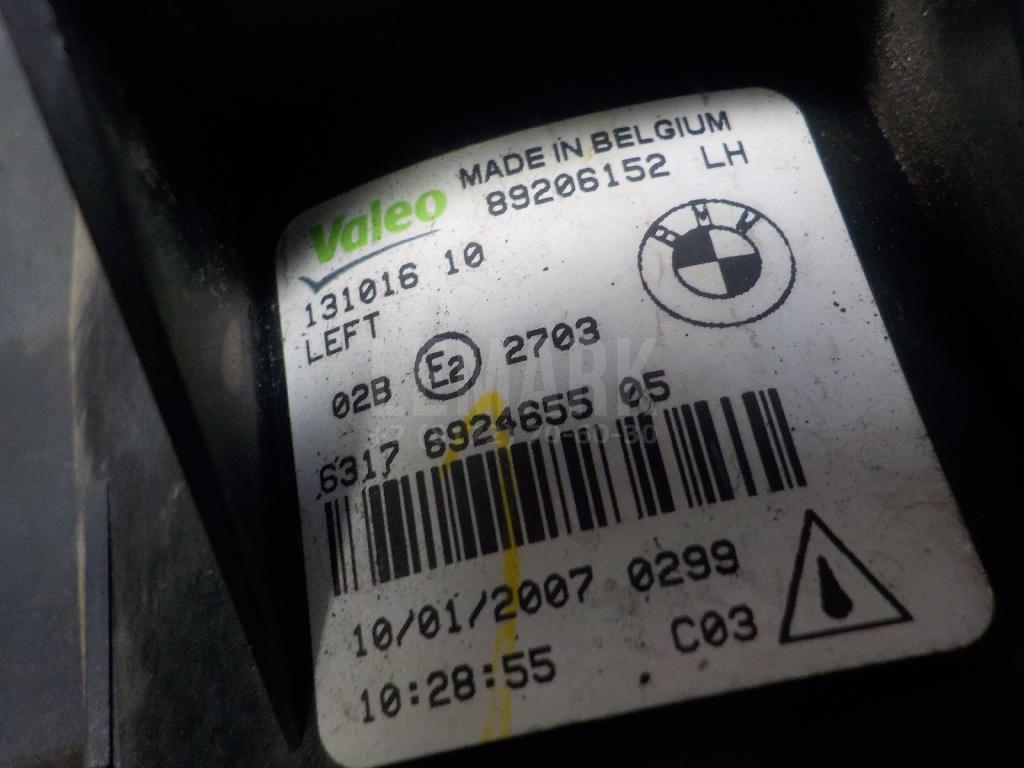 MADE IN BELGIUM
Valeo 89206152 LH
131016 10
BMW
LEFT
02B E2 2703
6317 6924655 05
10/01/2007 0299
10:28:55 C03